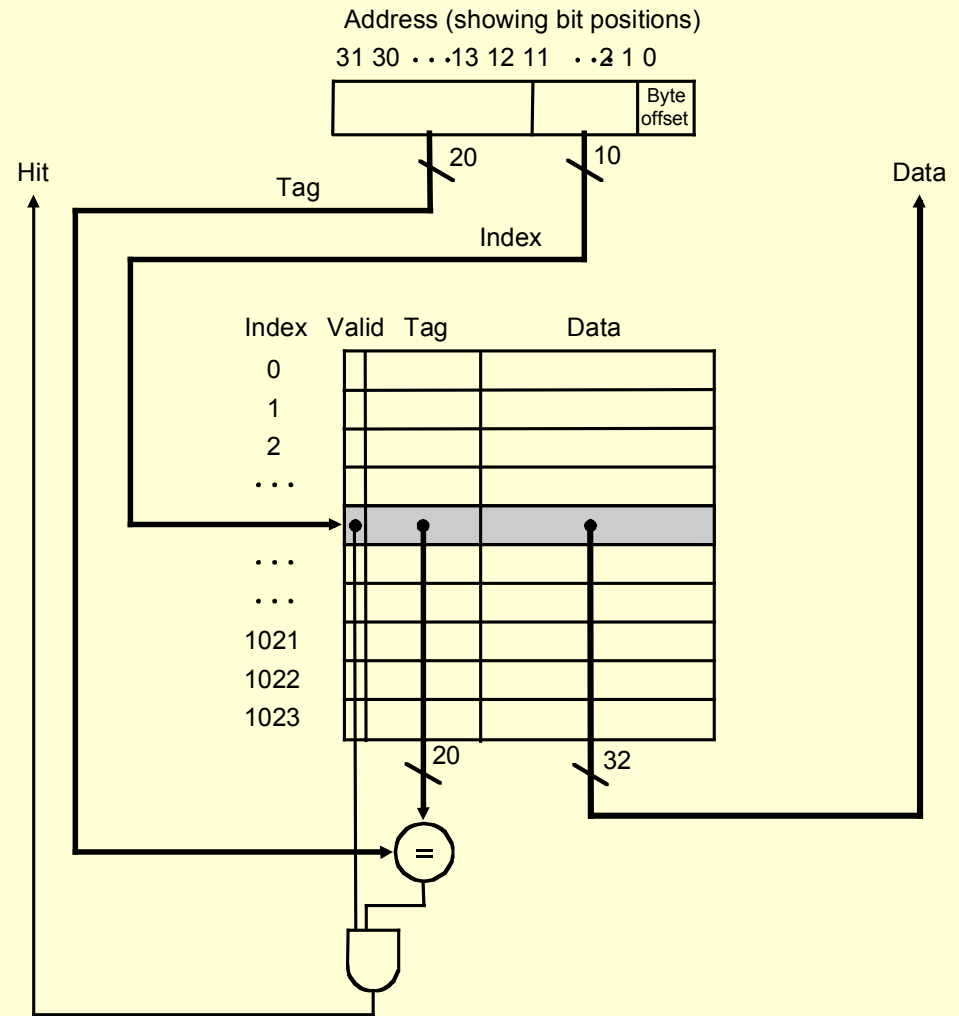 Address (showing bit positions)
31 30 · · · 13 12 11 · · · 2 1 0
Byte
offset
20
10
Hit
Data
Tag
Index
Index Valid Tag Data
0
1
2
· · ·
· · ·
· · ·
1021
1022
1023
20
32
=